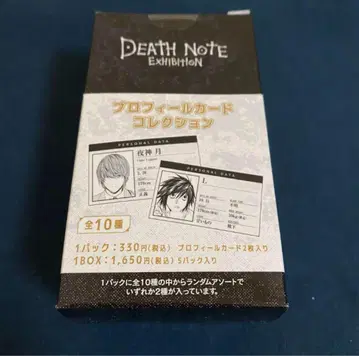 DEATH NOTE
EXHIBITION
プロフィールカード
コレクション
PERSONAL DATA
夜神 月
PERSONAL DATA
L
全10種
1パック：330円(税込) プロフィールカード2枚入り
1BOX：1,650円(税込) 5パック入り
1パックに全10種の中からランダムアソートで
いずれか2種が入っています。